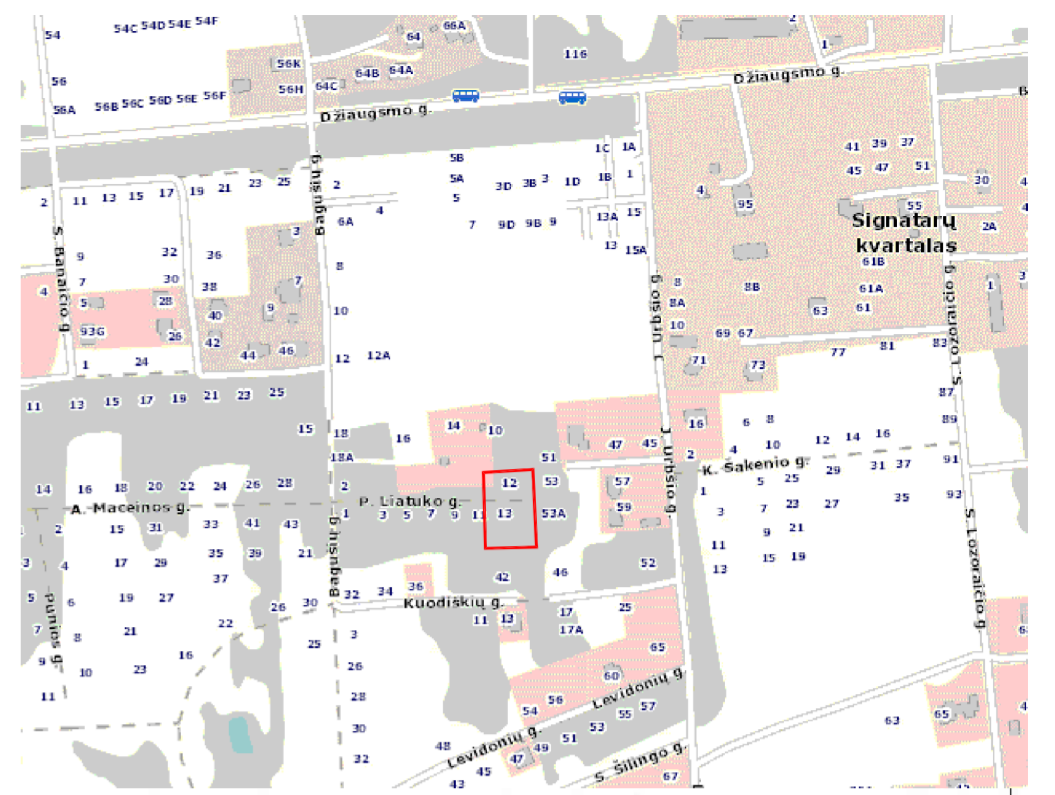 54 54C 54D 54E 54F 64 66A 2 1
116
56 56K 64C 64B 64A Džiaugsmo g.
56A 56B 56C 56D 56E 56F 56H
Džiaugsmo g.
5B 1C 1A 41 39 37
5A 3D 3B 3 1D 1B 1 45 47 51
2 11 13 15 17 19 21 23 25 2 5 4 95 55 30
Bagušių g.
6A 4 7 9D 9B 9 13A 15 Signatarų 2A
S. Banaičio g. 3 13 15A kvartalas
9 32 36 8 61B
4 7 30 38 7 8 8B 61A 1 3
5 28 40 9 10 8A 63 61
J. Urbšio g. S. Lozoraičio g.
93G 26 42 10 69 67
1 24 44 46 12 12A 71 73 77 81 83
11 13 15 17 19 21 23 25 87
15 18 16 14 10 47 45 16 6 8 89
18A 51 2 4 10 12 14 16
K. Šakenio g. 91
14 16 18 20 22 24 26 28 2 12 53 57 1 5 25 29 31 37 93
A. Maceinos g. P. Liatuko g. J. Urbšio g.
2 15 31 33 41 43 1 3 5 7 9 11 13 53A 59 3 7 23 27 35
9 21
3 4 17 29 35 39 21 11 15 19
37 42 46 52 13
Bagušių g. S. Lozoraičio g.
5 6 19 27 26 30 32 34 36 Kuodiškių g.
Punios g. 11 13 17 25
7 8 21 22 25 3 17A
9 10 23 16 26 65
11 28 54 56 60 Levidonių g.
30 53 55 57 63 65
48 Levidonių g. 49 51
32 43 45 47 S. Šilingo g. 67